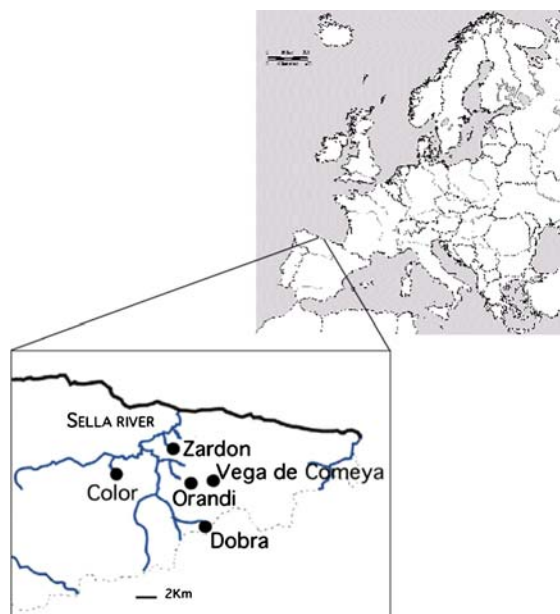 SELLA RIVER
Zardon
Vega de Comeya
Color
Orandi
Dobra
2Km